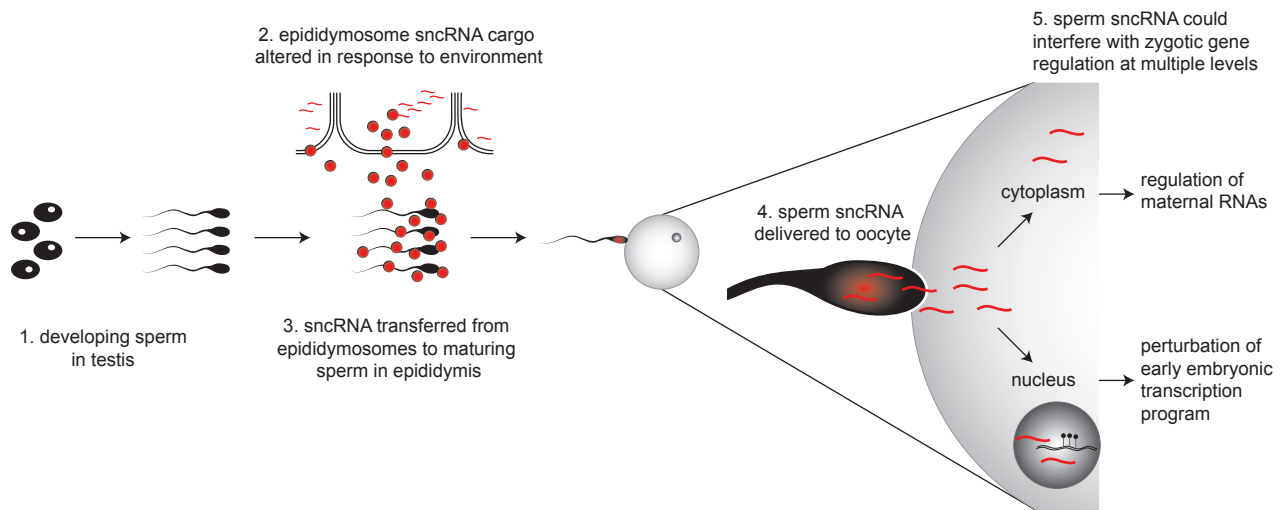 1. developing sperm
in testis
2. epididymosome sncRNA cargo
altered in response to environment
3. sncRNA transferred from
epididymosomes to maturing
sperm in epididymis
4. sperm sncRNA
delivered to oocyte
5. sperm sncRNA could
interfere with zygotic gene
regulation at multiple levels
cytoplasm
regulation of
maternal RNAs
nucleus
perturbation of
early embryonic
transcription
program